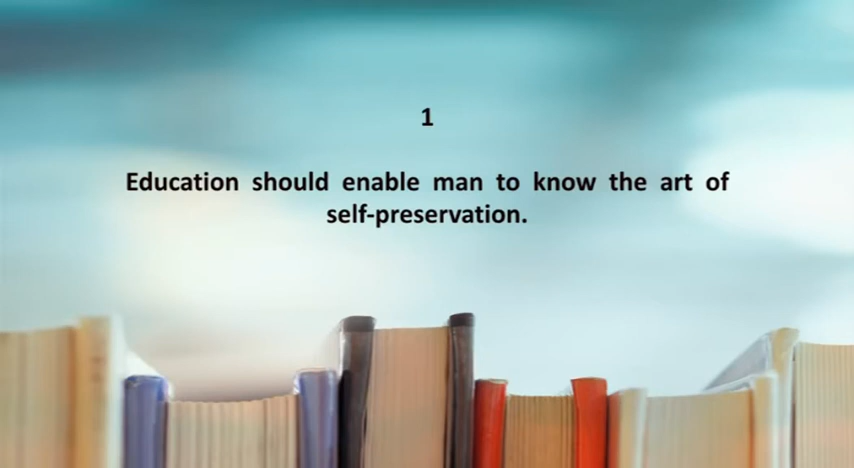 1
Education should enable man to know the art of
self-preservation.